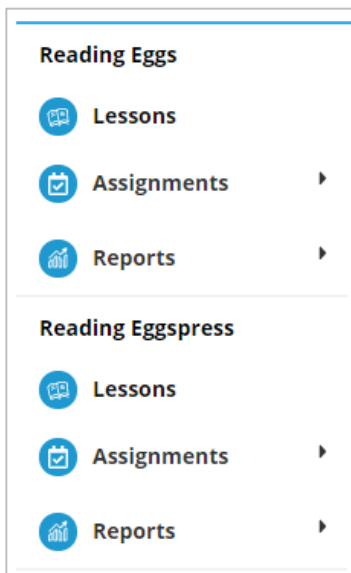 Reading Eggs
Lessons
Assignments
Reports
Reading Eggspress
Lessons
Assignments
Reports